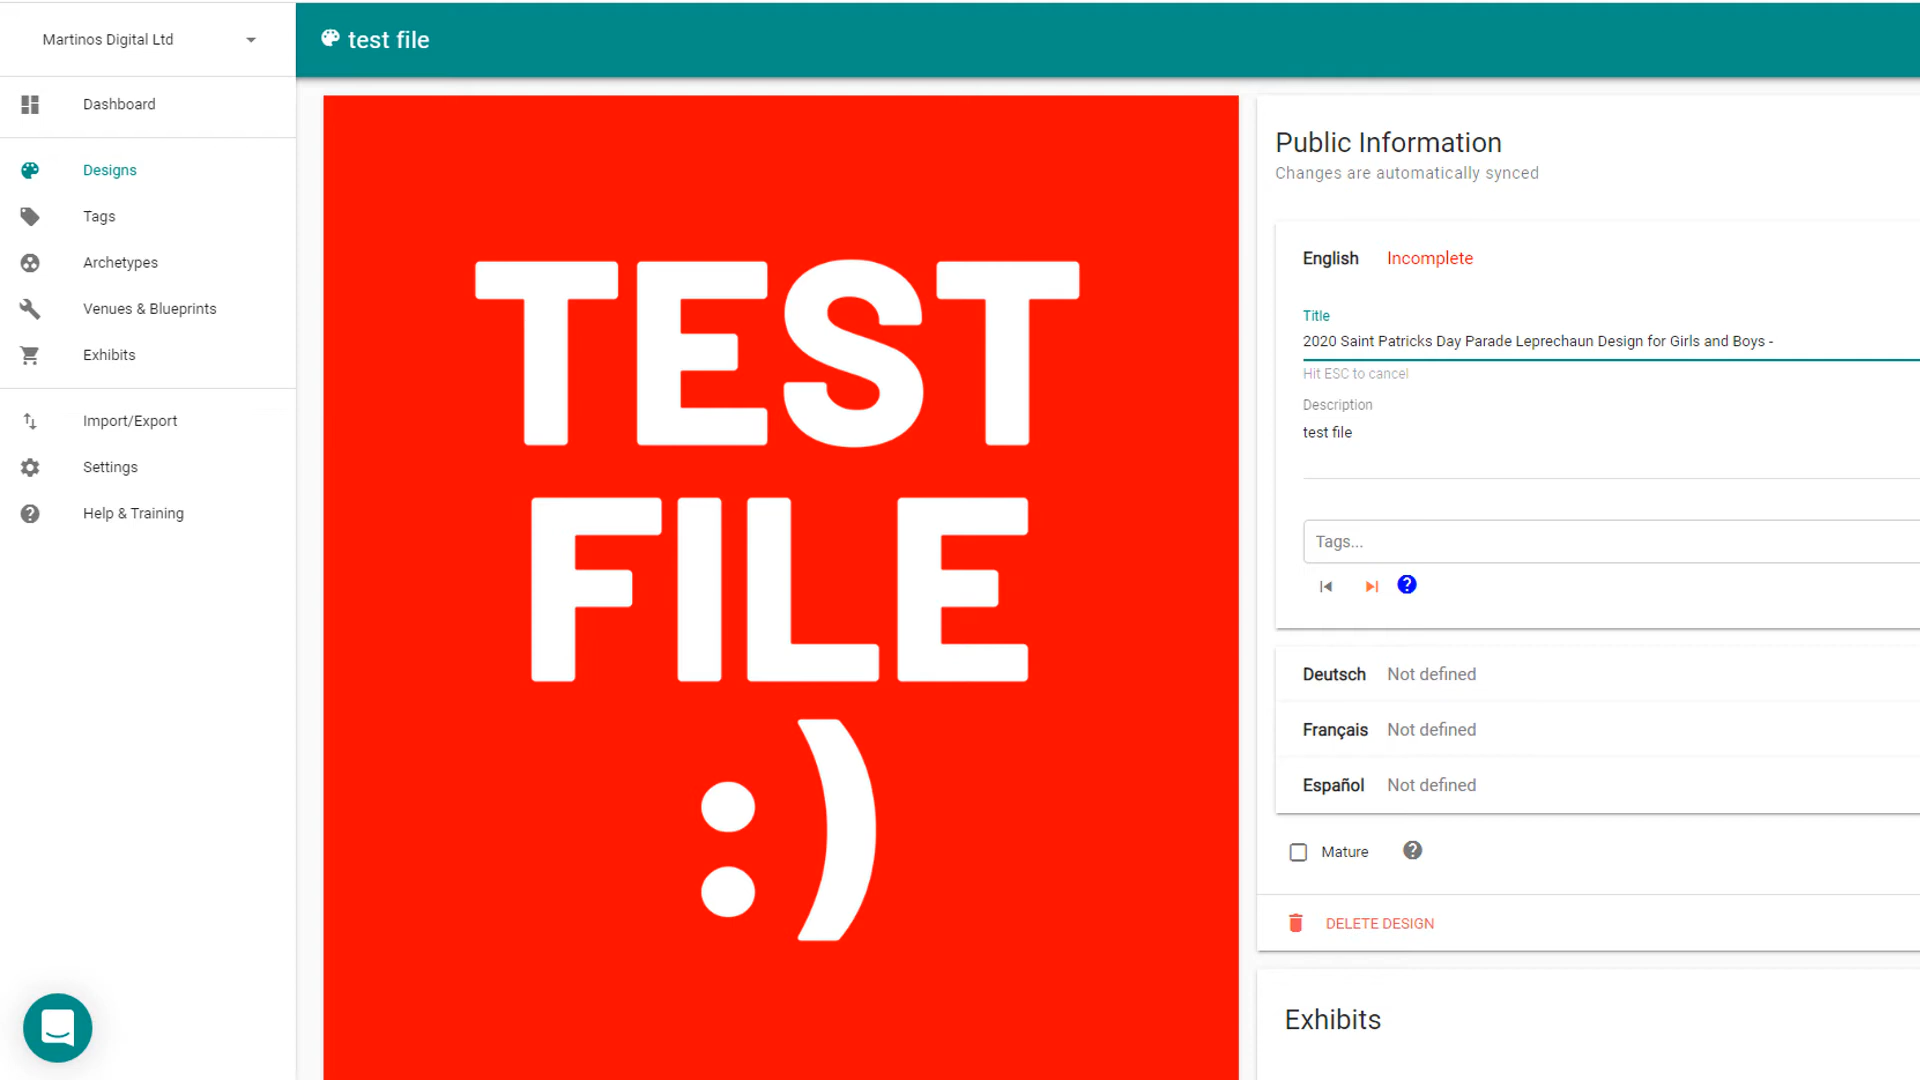 Martinos Digital Ltd
test file
Dashboard
Designs
Tags
Archetypes
Venues & Blueprints
Exhibits
Import/Export
Settings
Help & Training
TEST
FILE
:)
Public Information
Changes are automatically synced
English Incomplete
Title
2020 Saint Patricks Day Parade Leprechaun Design for Girls and Boys -
Hit ESC to cancel
Description
test file
Tags...
Deutsch Not defined
Français Not defined
Español Not defined
Mature
DELETE DESIGN
Exhibits